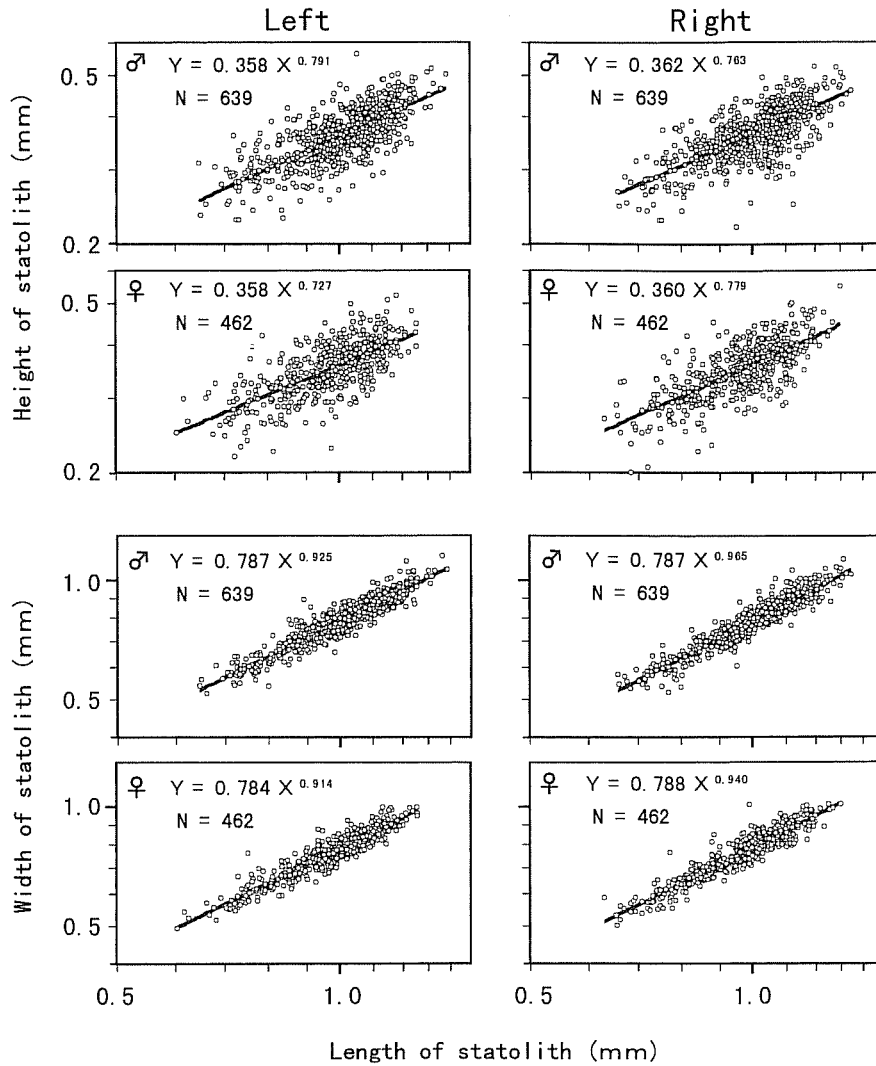 Left
Right
♂ Y = 0.358 X^0.791
N = 639
♂ Y = 0.362 X^0.763
N = 639
0.5
0.2
♀ Y = 0.358 X^0.727
N = 462
♀ Y = 0.360 X^0.779
N = 462
0.5
0.2
Height of statolith (mm)
♂ Y = 0.787 X^0.925
N = 639
♂ Y = 0.787 X^0.965
N = 639
1.0
0.5
♀ Y = 0.784 X^0.914
N = 462
♀ Y = 0.788 X^0.940
N = 462
1.0
0.5
Width of statolith (mm)
0.5 1.0 0.5 1.0
Length of statolith (mm)